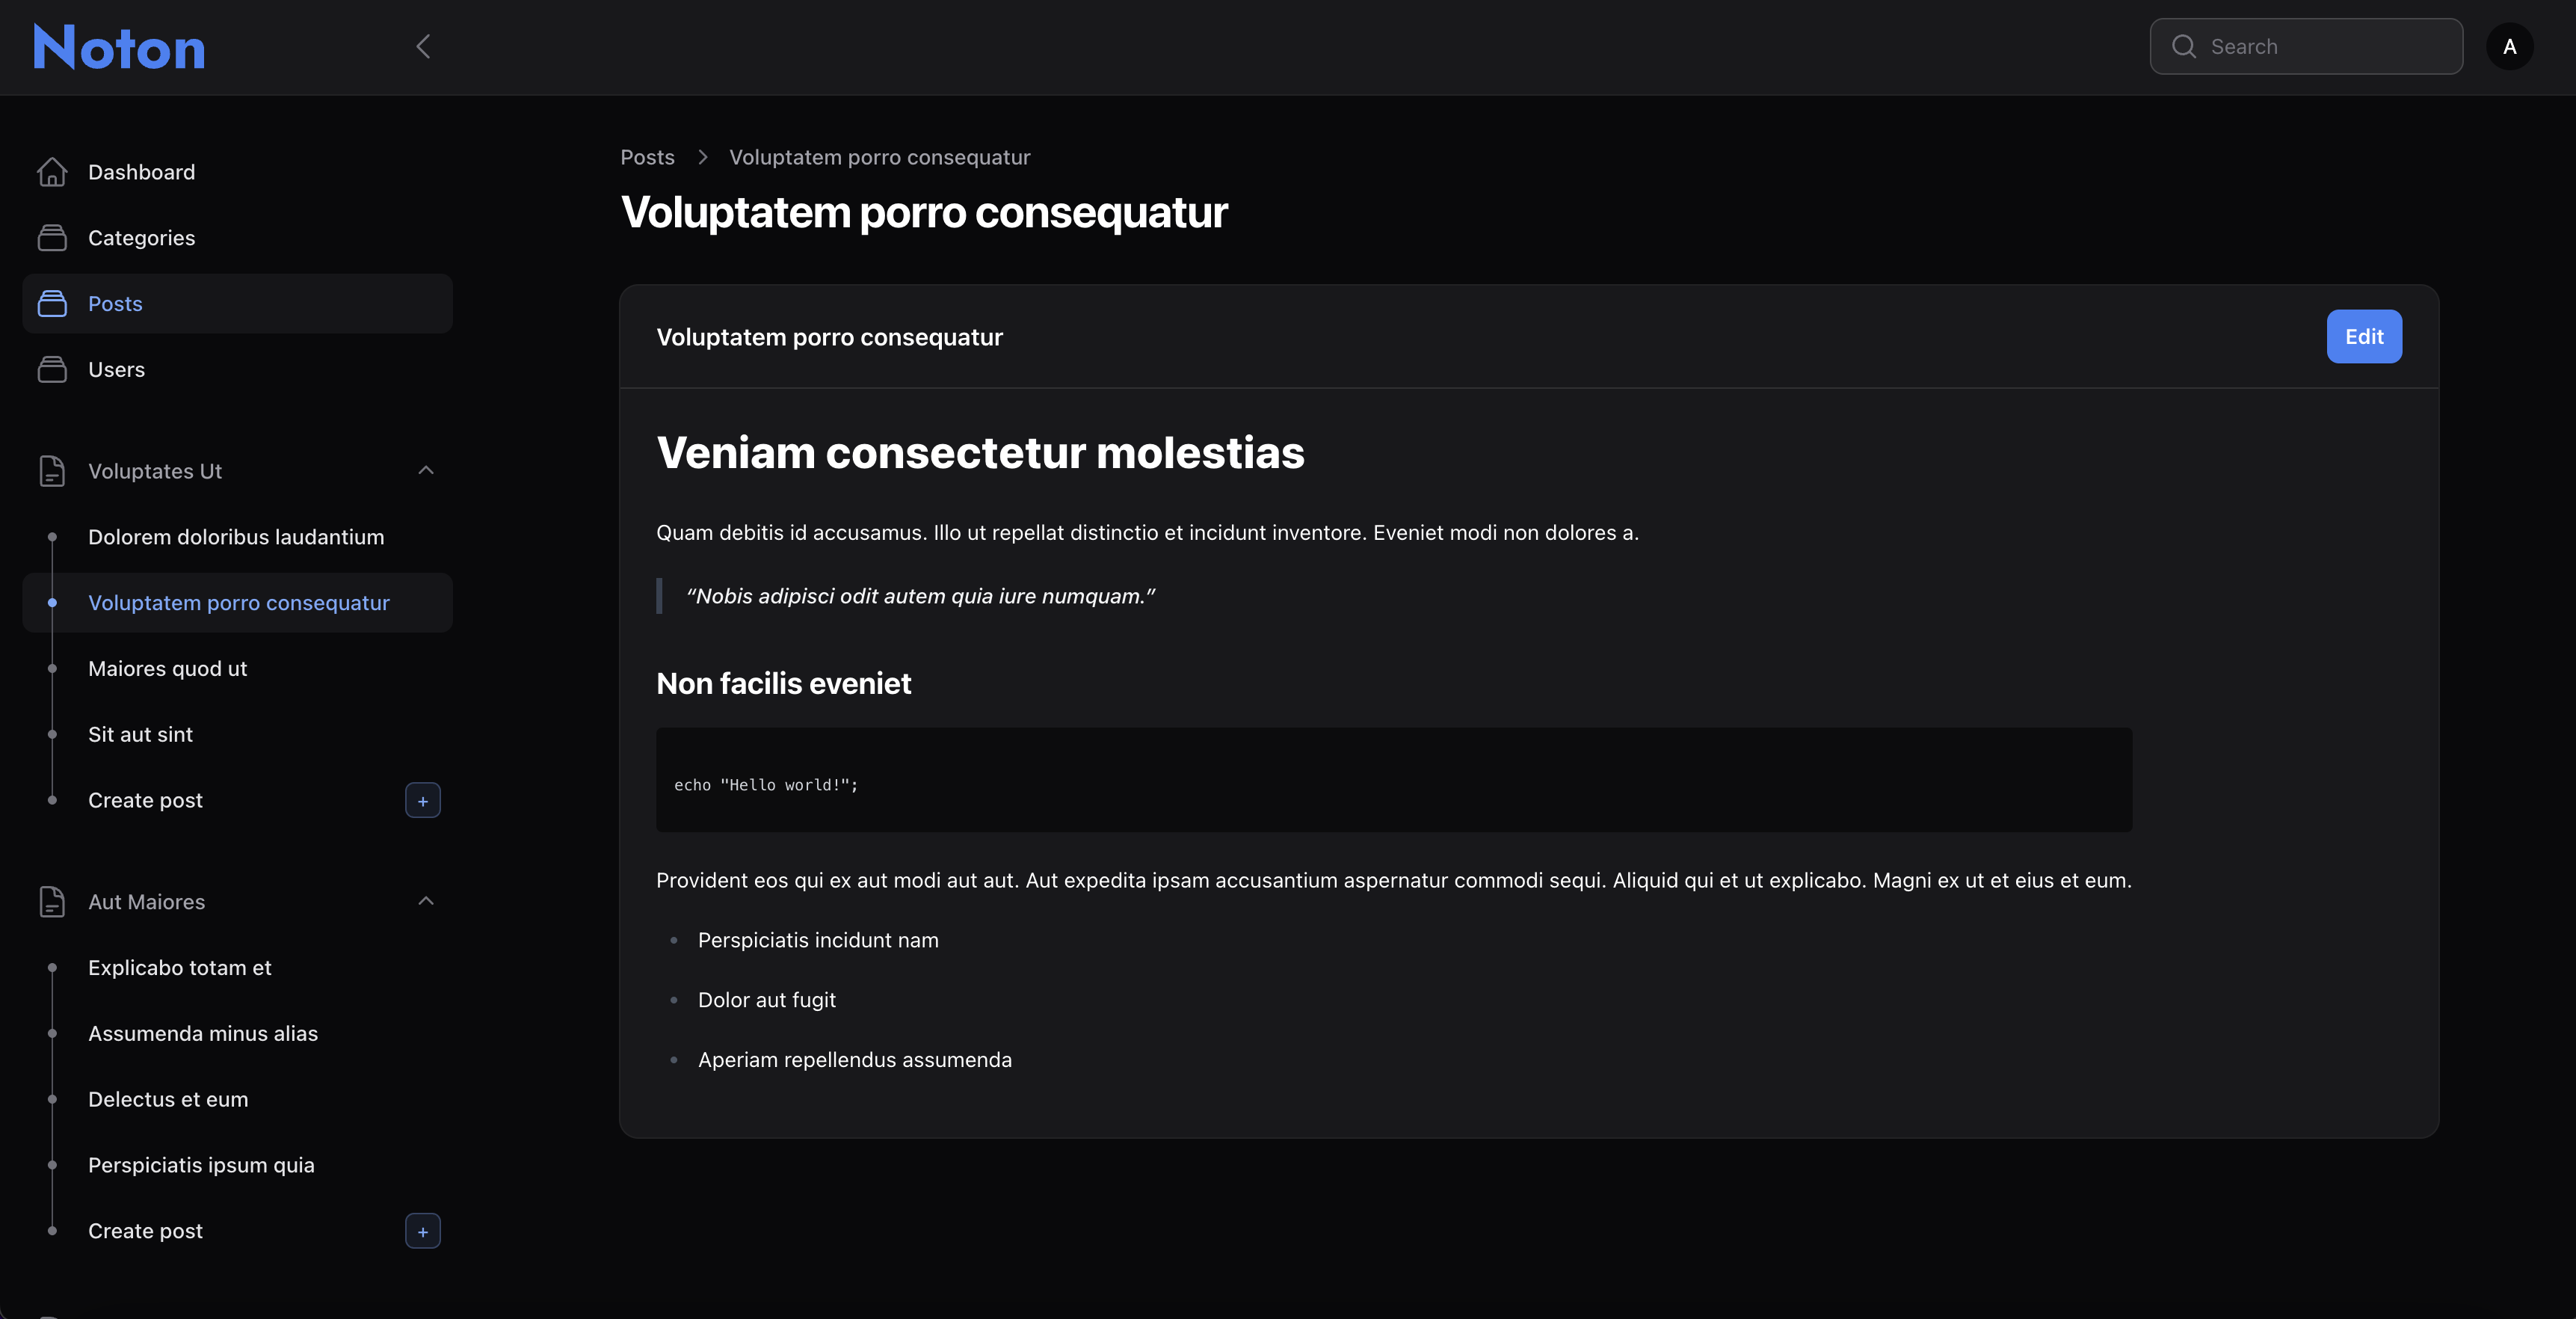 Noton
Search
A
Dashboard
Categories
Posts
Users
Voluptates Ut
Dolorem doloribus laudantium
Voluptatem porro consequatur
Maiores quod ut
Sit aut sint
Create post
+
Aut Maiores
Explicabo totam et
Assumenda minus alias
Delectus et eum
Perspiciatis ipsum quia
Create post
+
Posts > Voluptatem porro consequatur
Voluptatem porro consequatur
Voluptatem porro consequatur
Edit
Veniam consectetur molestias
Quam debitis id accusamus. Illo ut repellat distinctio et incidunt inventore. Eveniet modi non dolores a.
“Nobis adipisci odit autem quia iure numquam.”
Non facilis eveniet
echo "Hello world!";
Provident eos qui ex aut modi aut aut. Aut expedita ipsam accusantium aspernatur commodi sequi. Aliquid qui et ut explicabo. Magni ex ut et eius et eum.
• Perspiciatis incidunt nam
• Dolor aut fugit
• Aperiam repellendus assumenda